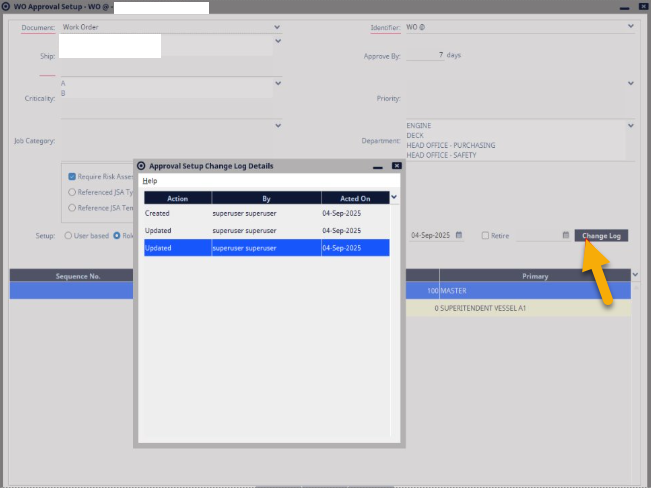 WO Approval Setup - WO @ -
Document: Work Order
Identifier: WO @
Ship:
Approve By: 7 days
Criticality: A
B
Priority:
Job Category:
Department: ENGINE
DECK
HEAD OFFICE - PURCHASING
HEAD OFFICE - SAFETY
Require Risk Asses
Referenced JSA Ty
Reference JSA Tem
Setup: User based Rol
04-Sep-2025 Retire Change Log
Sequence No. Primary
100 MASTER
0 SUPERITENDENT VESSEL A1
Approval Setup Change Log Details
Help
Action By Acted On
Created superuser superuser 04-Sep-2025
Updated superuser superuser 04-Sep-2025
Updated superuser superuser 04-Sep-2025